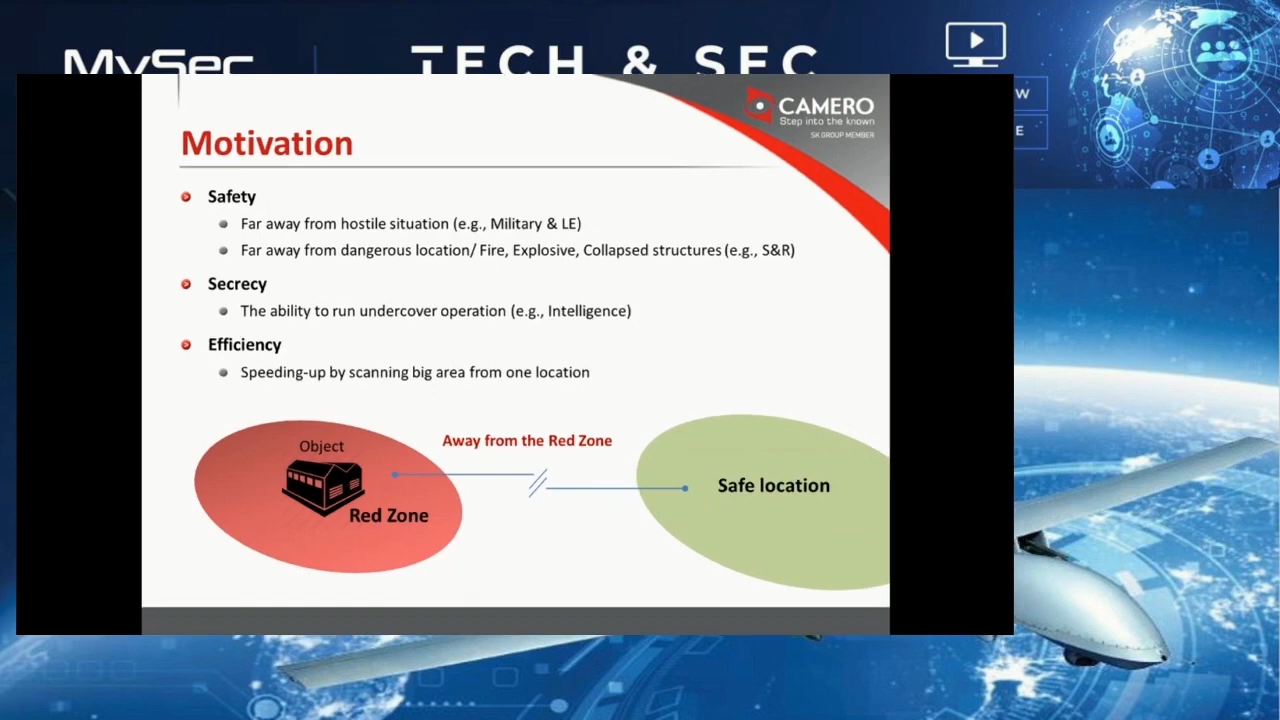 MySec
TECH & SEC
W
E
CAMERO
Step into the known
SK GROUP MEMBER
Motivation
Safety
Far away from hostile situation (e.g., Military & LE)
Far away from dangerous location/ Fire, Explosive, Collapsed structures (e.g., S&R)
Secrecy
The ability to run undercover operation (e.g., Intelligence)
Efficiency
Speeding-up by scanning big area from one location
Object
Red Zone
Away from the Red Zone
Safe location